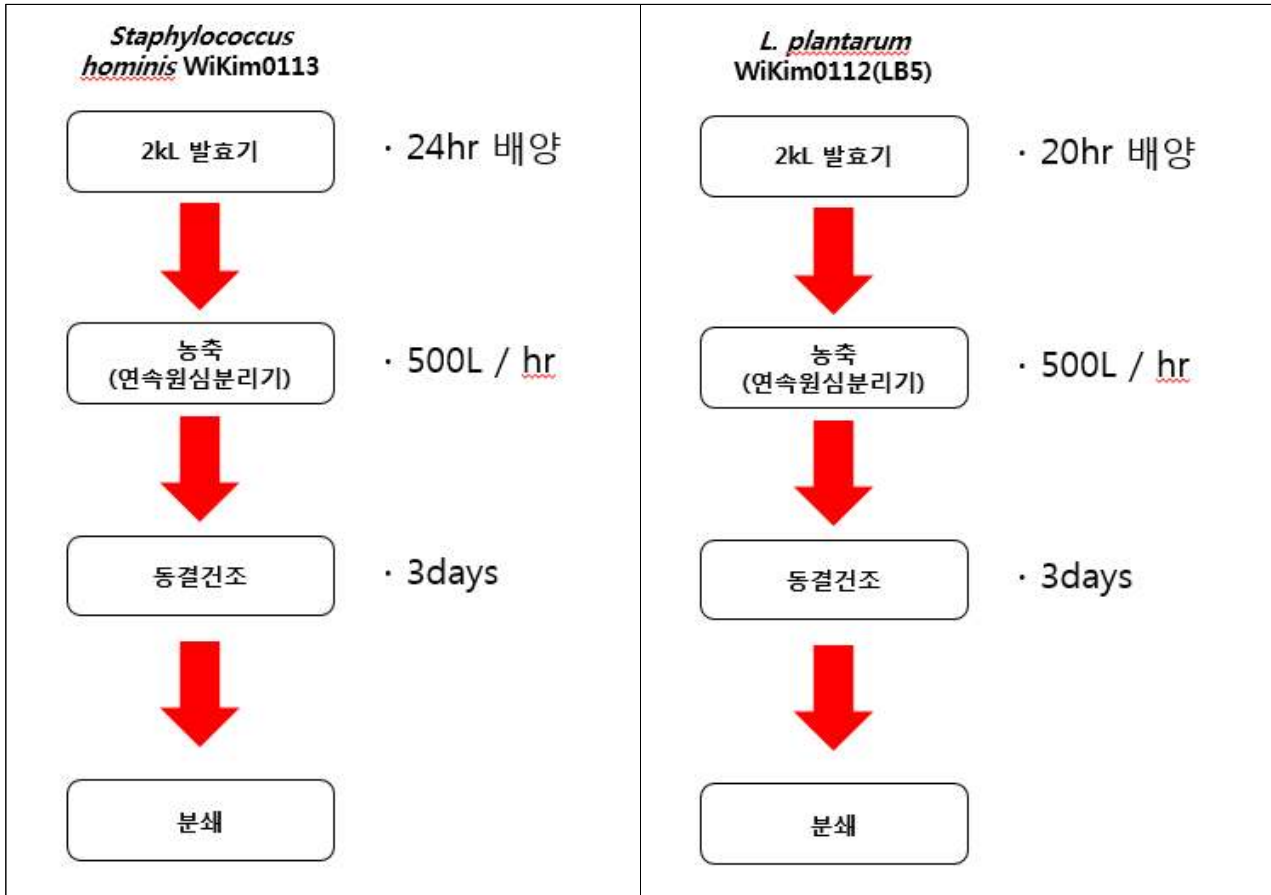 Staphylococcus
hominis WiKim0113
2kL 발효기
· 24hr 배양
농축
(연속원심분리기)
· 500L / hr
동결건조
· 3days
분쇄
L. plantarum
WiKim0112(LB5)
2kL 발효기
· 20hr 배양
농축
(연속원심분리기)
· 500L / hr
동결건조
· 3days
분쇄